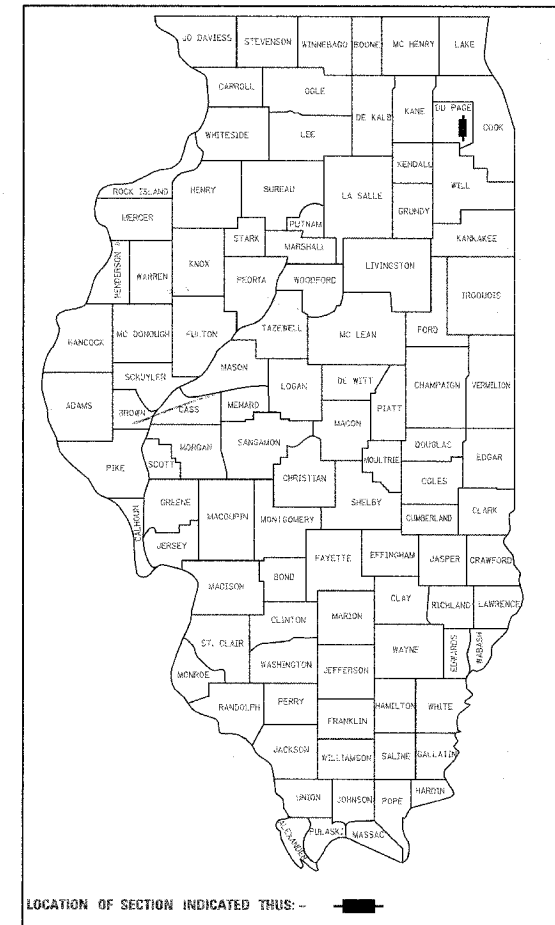 JO DAVIESS STEVENSON WINNEBAGO BOONE MC HENRY LAKE
CARROLL OGLE DE KALB KANE DU PAGE COOK
WHITESIDE LEE KENDALL WILL
ROCK ISLAND HENRY BUREAU LA SALLE GRUNDY
MERCER PUTNAM KANKAKEE
HENDERSON WARREN KNOX STARK MARSHALL LIVINGSTON IROQUOIS
PEORIA WOODFORD
HANCOCK MC DONOUGH FULTON TAZEWELL MC LEAN FORD
SCHUYLER MASON LOGAN DE WITT CHAMPAIGN VERMILION
ADAMS BROWN CASS MENARD MACON PIATT
PIKE SCOTT MORGAN SANGAMON MOULTRIE DOUGLAS EDGAR
CHRISTIAN COLES
CALHOUN GREENE MACOUPIN MONTGOMERY SHELBY CUMBERLAND CLARK
JERSEY FAYETTE EFFINGHAM JASPER CRAWFORD
MADISON BOND CLAY RICHLAND LAWRENCE
CLINTON MARION
ST. CLAIR WAYNE EDWARDS WABASH
MONROE WASHINGTON JEFFERSON
RANDOLPH PERRY HAMILTON WHITE
FRANKLIN
JACKSON WILLIAMSON SALINE GALLATIN
UNION JOHNSON POPE HARDIN
ALEXANDER PULASKI MASSAC
LOCATION OF SECTION INDICATED THUS: -